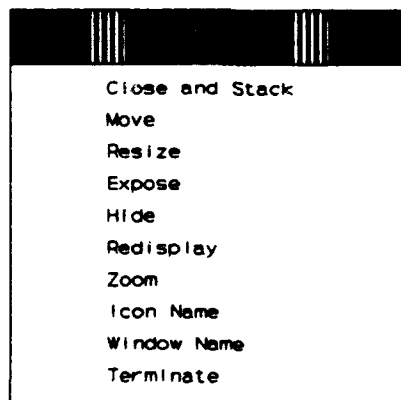 Close and Stack
Move
Resize
Expose
Hide
Redisplay
Zoom
Icon Name
Window Name
Terminate